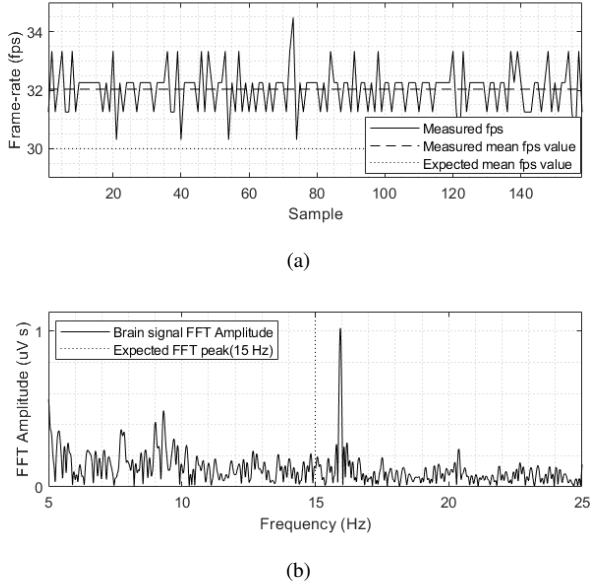 34
32
30
Frame-rate (fps)
Measured fps
Measured mean fps value
Expected mean fps value
20 40 60 80 100 120 140
Sample
(a)
1
0
FFT Amplitude (uV s)
Brain signal FFT Amplitude
Expected FFT peak(15 Hz)
5 10 15 20 25
Frequency (Hz)
(b)